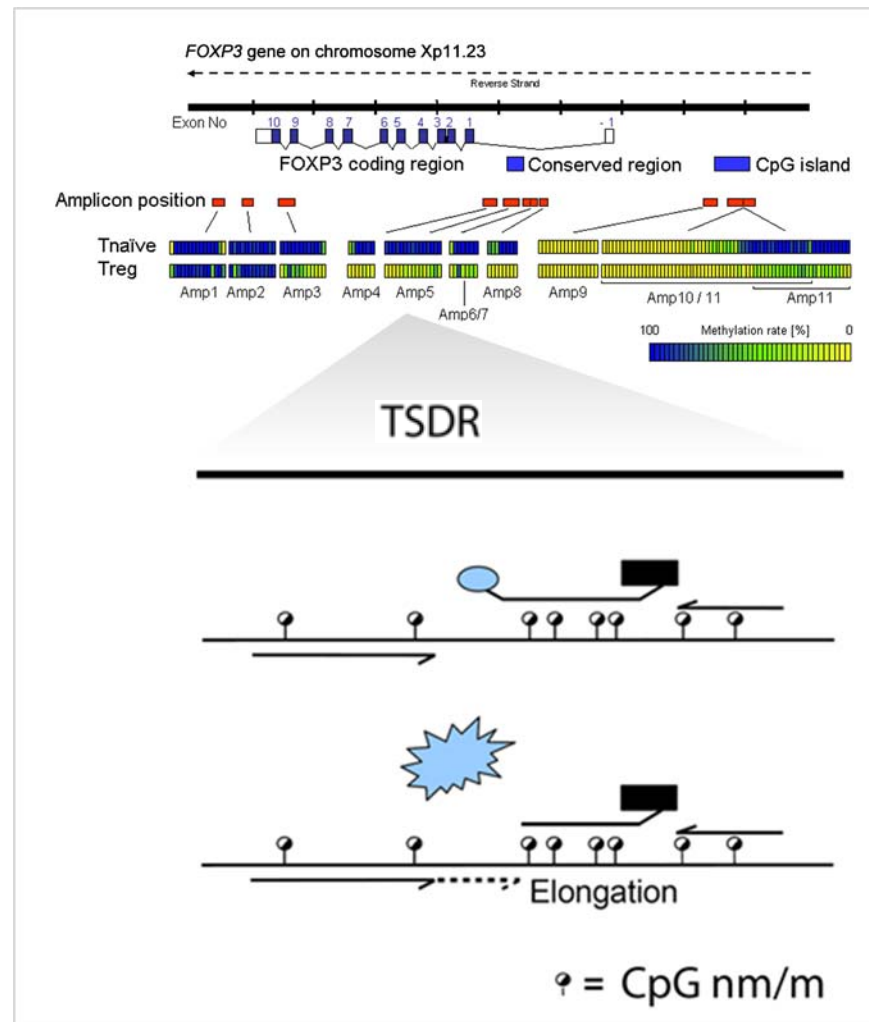 FOXP3 gene on chromosome Xp11.23
Reverse Strand
Exon No
10 9 8 7 6 5 4 3 2 1 - 1
FOXP3 coding region Conserved region CpG island
Amplicon position
Tnaïve
Treg
Amp1 Amp2 Amp3 Amp4 Amp5 Amp8 Amp9 Amp10 / 11 Amp11
Amp6/7
100 Methylation rate [%] 0
TSDR
Elongation
= CpG nm/m